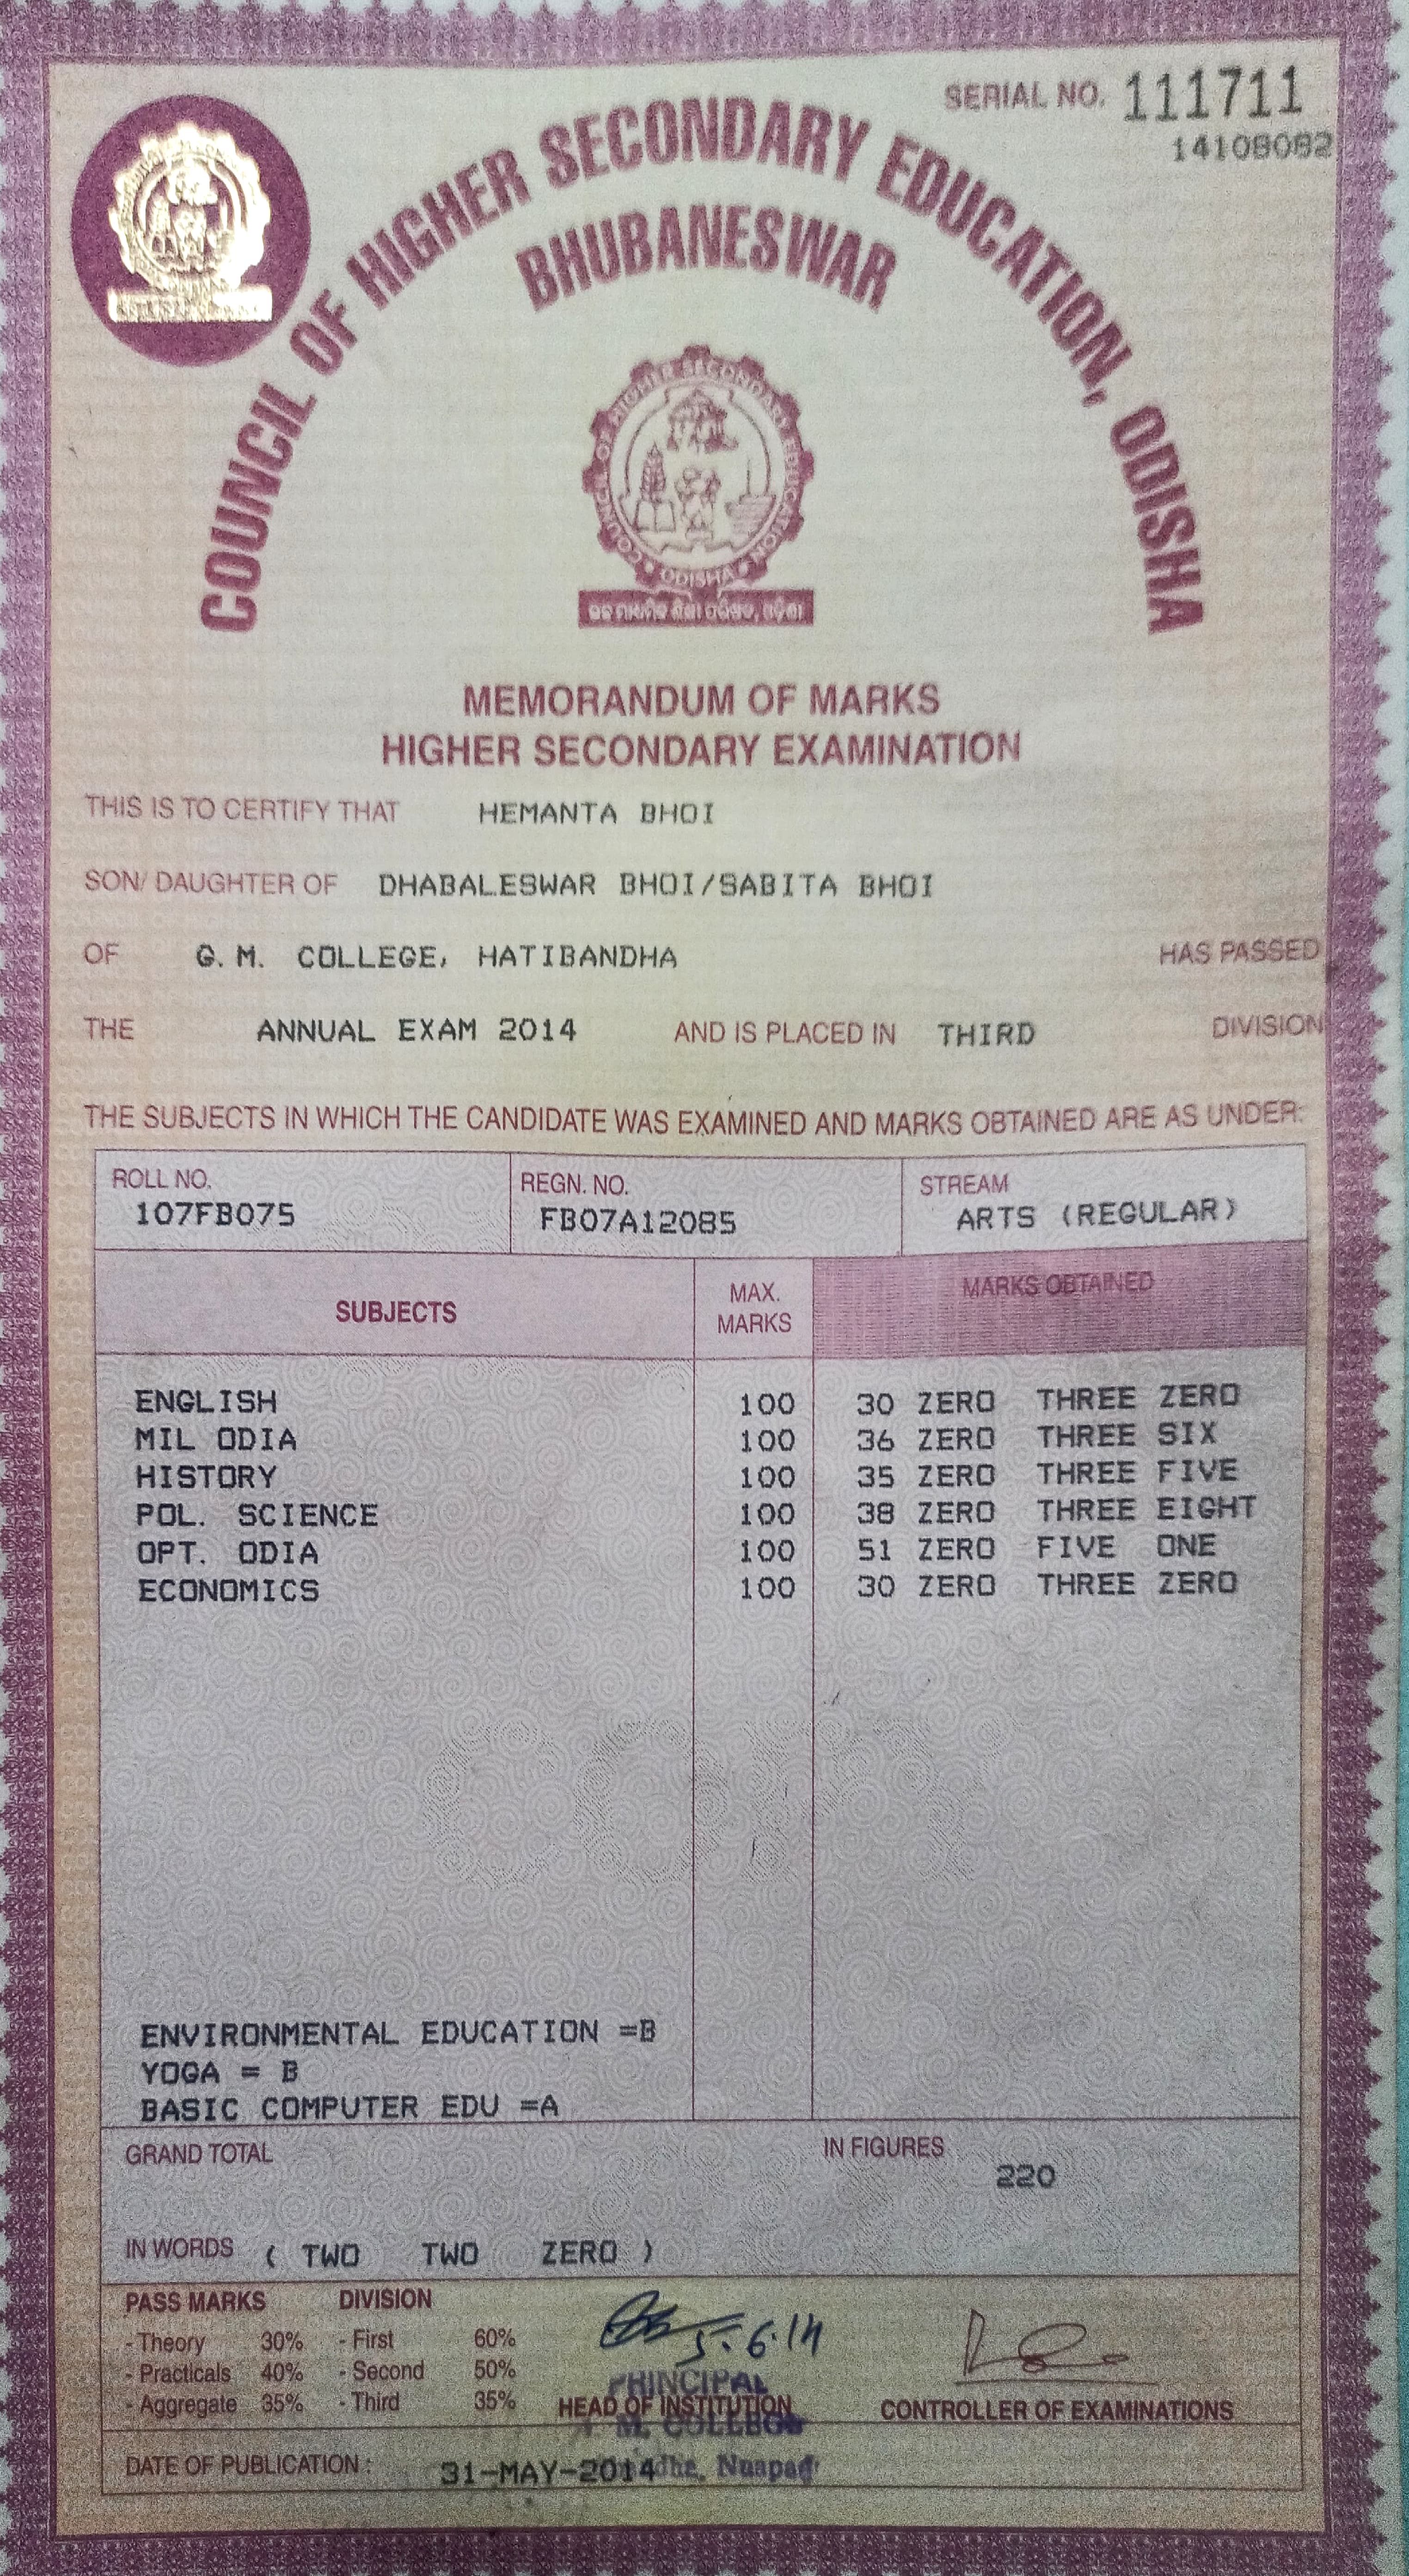 SERIAL NO. 111711
14108082
COUNCIL OF HIGHER SECONDARY EDUCATION, ODISHA
BHUBANESWAR
COUNCIL OF HIGHER SECONDARY EDUCATION
ODISHA
MEMORANDUM OF MARKS
HIGHER SECONDARY EXAMINATION
THIS IS TO CERTIFY THAT HEMANTA BHOI
SON/ DAUGHTER OF DHABALESWAR BHOI/SABITA BHOI
OF G. M. COLLEGE, HATIBANDHA HAS PASSED
THE ANNUAL EXAM 2014 AND IS PLACED IN THIRD DIVISION
THE SUBJECTS IN WHICH THE CANDIDATE WAS EXAMINED AND MARKS OBTAINED ARE AS UNDER:
ROLL NO. REGN. NO. STREAM
107FB075 FB07A12085 ARTS (REGULAR)
SUBJECTS MAX. MARKS MARKS OBTAINED
ENGLISH 100 30 ZERO THREE ZERO
MIL ODIA 100 36 ZERO THREE SIX
HISTORY 100 35 ZERO THREE FIVE
POL. SCIENCE 100 38 ZERO THREE EIGHT
OPT. ODIA 100 51 ZERO FIVE ONE
ECONOMICS 100 30 ZERO THREE ZERO
ENVIRONMENTAL EDUCATION =B
YOGA = B
BASIC COMPUTER EDU =A
GRAND TOTAL IN FIGURES
220
IN WORDS ( TWO TWO ZERO )
PASS MARKS DIVISION
- Theory 30% - First 60%
- Practicals 40% - Second 50%
- Aggregate 35% - Third 35%
5.6.14
PRINCIPAL
HEAD OF INSTITUTION CONTROLLER OF EXAMINATIONS
M. COLLEGE
DATE OF PUBLICATION : 31-MAY-2014